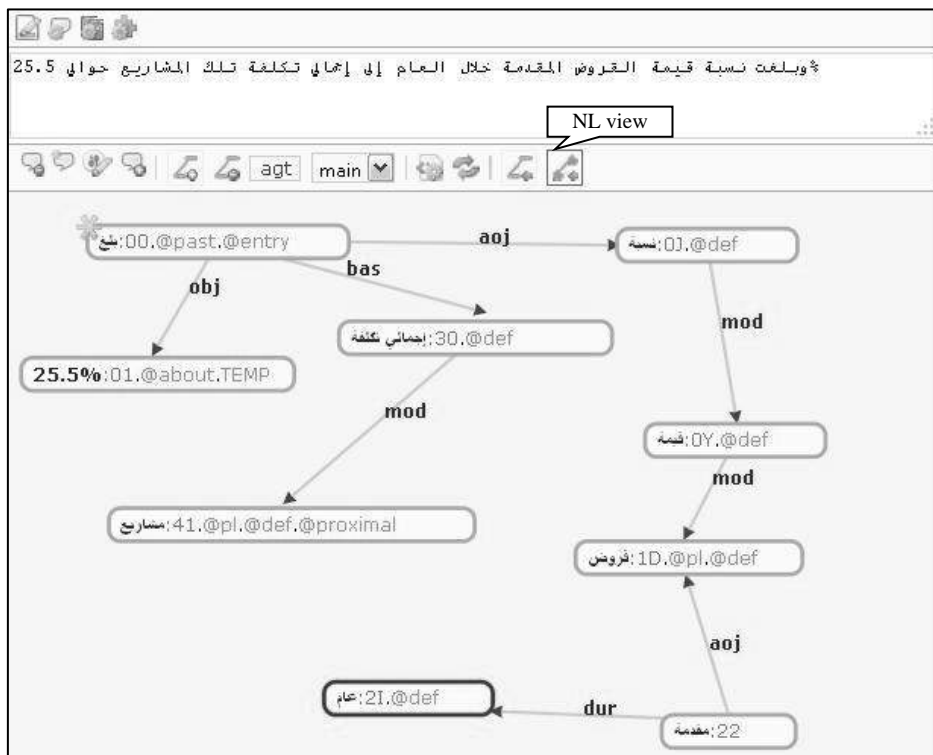 وبلغت نسبة قيمة القروض المقدمة خلال العام إلى إجمالي تكلفة تلك المشاريع حوالي 25.5%
NL view
agt main
بلغ:00.@past.@entry
aoj
نسبة:0J.@def
bas
obj
إجمالي تكلفة:30.@def
mod
25.5%:01.@about.TEMP
mod
قيمة:0Y.@def
mod
مشاريع:41.@pl.@def.@proximal
قروض:1D.@pl.@def
aoj
عام:2I.@def
dur
مقدمة:22